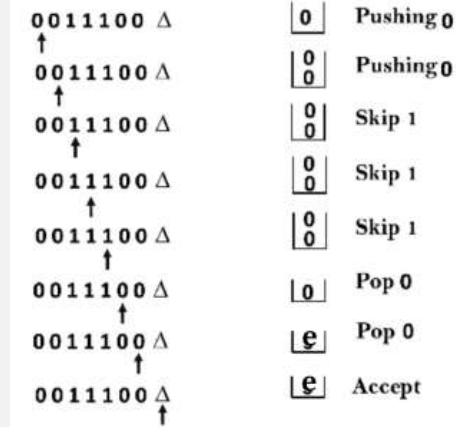 0011100 Δ 0 Pushing 0
0011100 Δ 0 0 Pushing 0
0011100 Δ 0 0 Skip 1
0011100 Δ 0 0 Skip 1
0011100 Δ 0 0 Skip 1
0011100 Δ 0 Pop 0
0011100 Δ ȩ Pop 0
0011100 Δ ȩ Accept